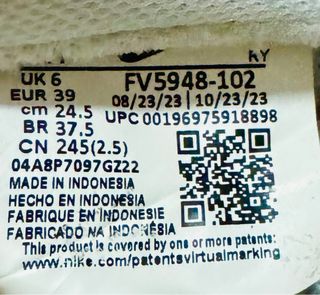 KY
UK 6 FV5948-102
EUR 39 08/23/23 | 10/23/23
cm 24.5 UPC 00196975918898
BR 37.5
CN 245(2.5)
04A8P7097GZ22
MADE IN INDONESIA
HECHO EN INDONESIA
FABRIQUE EN INDONESIE
FABRICADO NA INDONESIA
This product is covered by one or more patents:
www.nike.com/patentsvirtualmarking